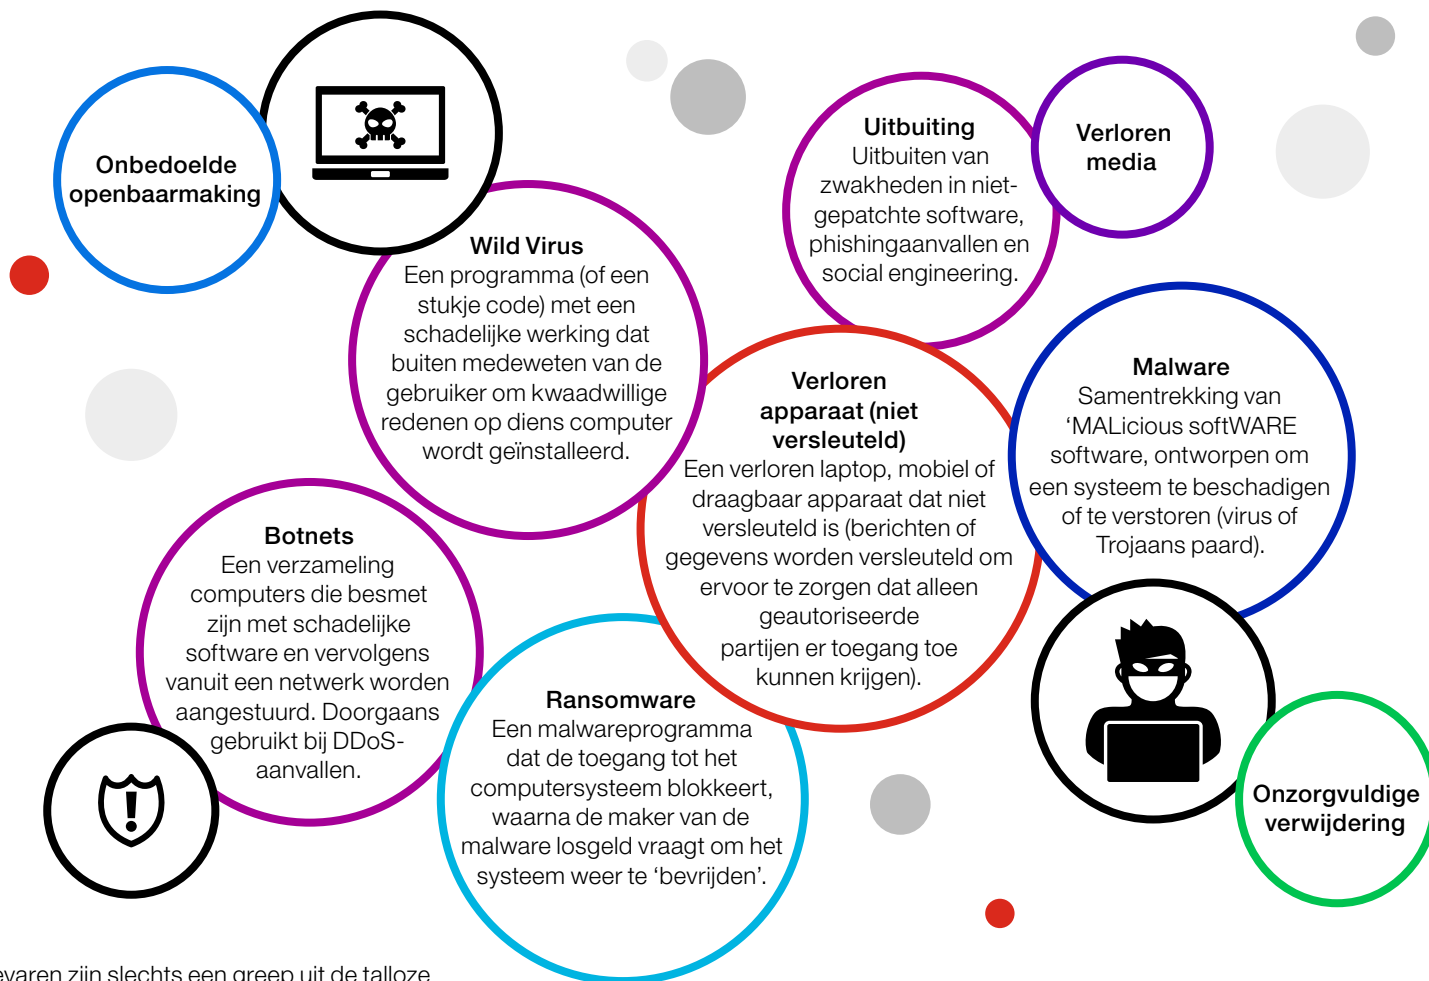 Onbedoelde
openbaarmaking
Wild Virus
Een programma (of een
stukje code) met een
schadelijke werking dat
buiten medeweten van de
gebruiker om kwaadwillige
redenen op diens computer
wordt geïnstalleerd.
Uitbuiting
Uitbuiten van
zwakheden in niet-
gepatchte software,
phishingaanvallen en
social engineering.
Verloren
media
Verloren
apparaat (niet
versleuteld)
Een verloren laptop, mobiel of
draagbaar apparaat dat niet
versleuteld is (berichten of
gegevens worden versleuteld om
ervoor te zorgen dat alleen
geautoriseerde
partijen er toegang toe
kunnen krijgen).
Malware
Samentrekking van
‘MALicious softWARE
software, ontworpen om
een systeem te beschadigen
of te verstoren (virus of
Trojaans paard).
Botnets
Een verzameling
computers die besmet
zijn met schadelijke
software en vervolgens
vanuit een netwerk worden
aangestuurd. Doorgaans
gebruikt bij DDoS-
aanvallen.
Ransomware
Een malwareprogramma
dat de toegang tot het
computersysteem blokkeert,
waarna de maker van de
malware losgeld vraagt om het
systeem weer te ‘bevrijden’.
Onzorgvuldige
verwijdering
zijn slechts een greep uit de talloze